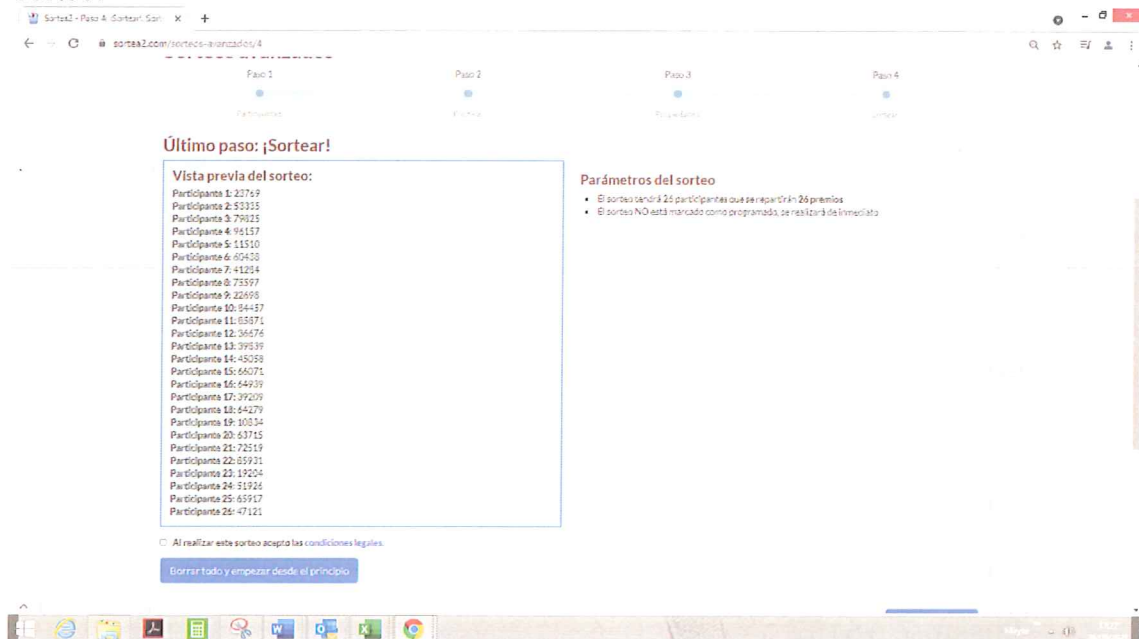 Sortea2 - Paso 4: ¡Sortear! Sor
sortea2.com/sorteos-avanzados/4
Paso 1
Paso 2
Paso 3
Paso 4
Participantes
Último paso: ¡Sortear!
Vista previa del sorteo:
Participante 1: 23769
Participante 2: 53335
Participante 3: 79825
Participante 4: 96157
Participante 5: 11510
Participante 6: 60438
Participante 7: 41284
Participante 8: 73597
Participante 9: 22698
Participante 10: 84457
Participante 11: 85871
Participante 12: 36676
Participante 13: 39839
Participante 14: 45058
Participante 15: 66071
Participante 16: 64939
Participante 17: 39209
Participante 18: 64279
Participante 19: 10834
Participante 20: 63715
Participante 21: 72519
Participante 22: 85931
Participante 23: 19204
Participante 24: 51926
Participante 25: 65917
Participante 26: 47121
Parámetros del sorteo
El sorteo tendrá 26 participantes que se repartirán 26 premios
El sorteo NO está marcado como programado, se realizará de inmediato
Al realizar este sorteo acepto las condiciones legales.
Borrar todo y empezar desde el principio